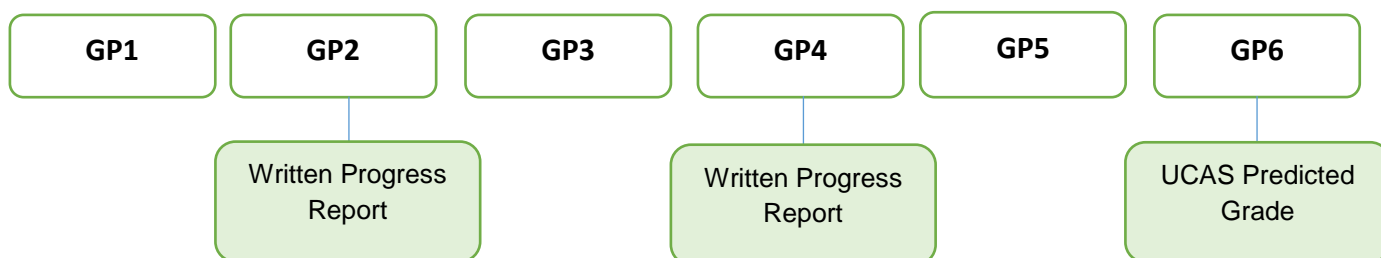 GP1 GP2 GP3 GP4 GP5 GP6
Written Progress
Report
Written Progress
Report
UCAS Predicted
Grade